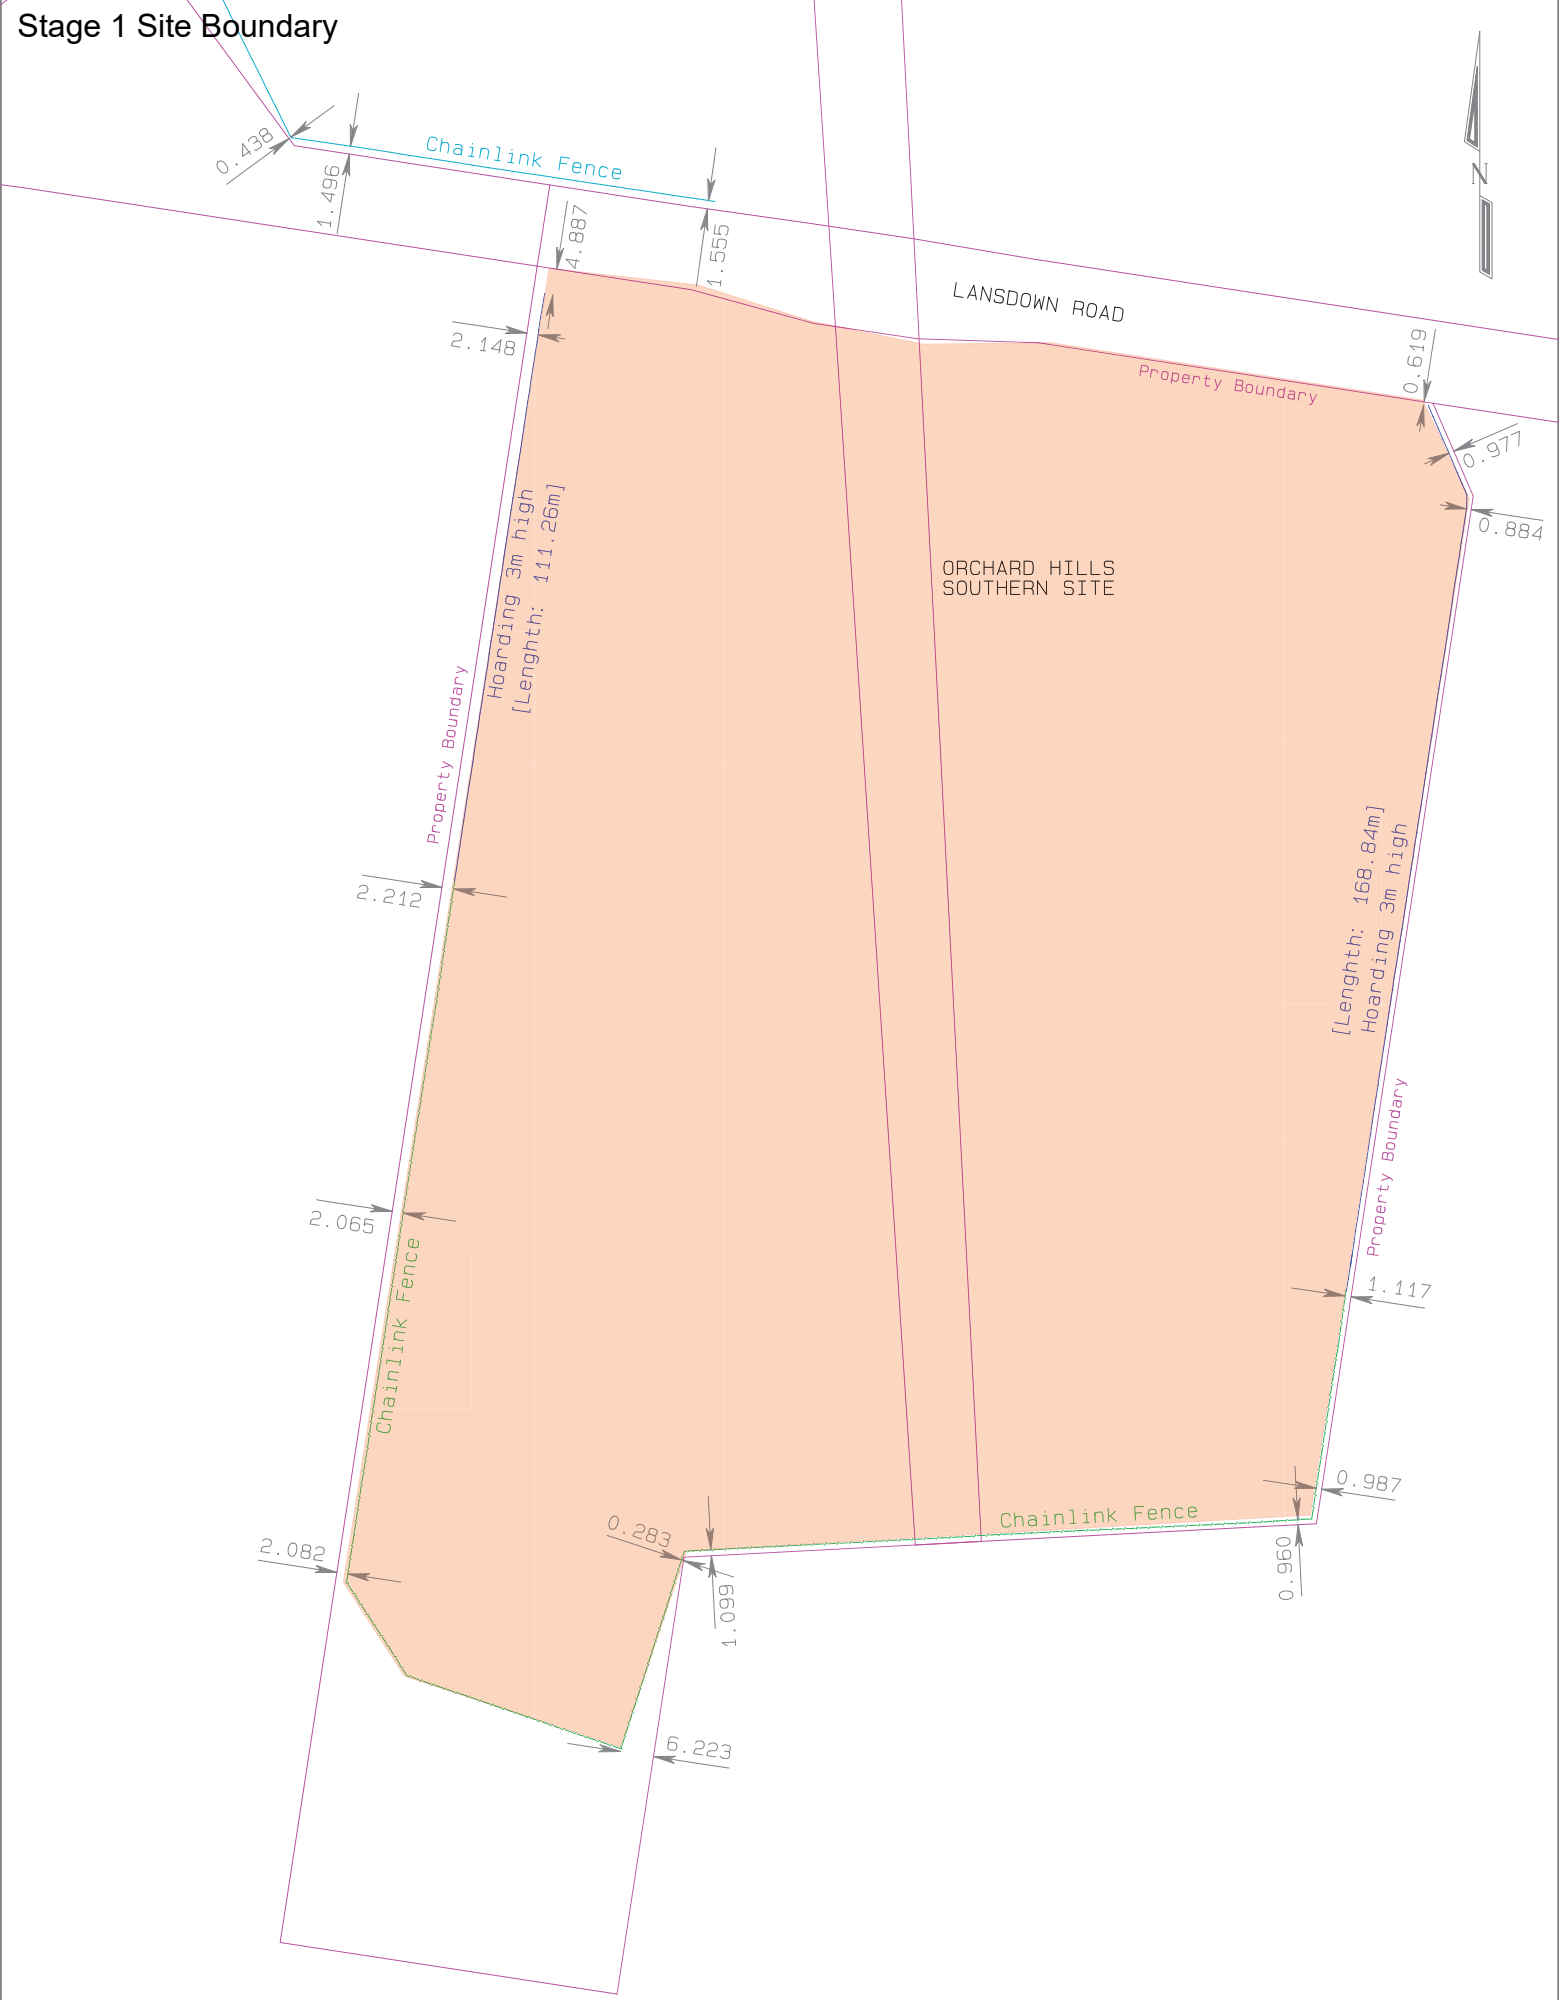 Stage 1 Site Boundary
0.438
1.496
Chainlink Fence
4.887
1.555
N
LANSDOWN ROAD
2.148
0.619
Property Boundary
0.977
0.884
Hoarding 3m high
[Lenghth: 111.26m]
ORCHARD HILLS
SOUTHERN SITE
Property Boundary
[Lenghth: 168.84m]
Hoarding 3m high
2.212
Property Boundary
2.065
Chainlink Fence
1.117
0.987
Chainlink Fence
0.283
2.082
1.099
0.960
6.223